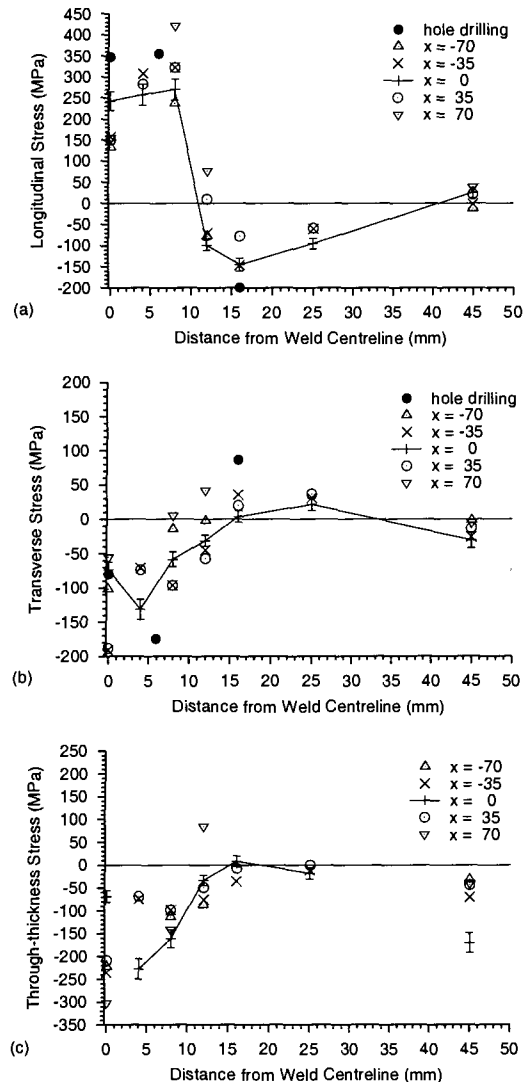 450
400
350
300
250
200
150
100
50
0
-50
-100
-150
-200
Longitudinal Stress (MPa)
hole drilling
x = -70
x = -35
x = 0
x = 35
x = 70
0 5 10 15 20 25 30 35 40 45 50
(a)
Distance from Weld Centreline (mm)
200
150
100
50
0
-50
-100
-150
-200
Transverse Stress (MPa)
hole drilling
x = -70
x = -35
x = 0
x = 35
x = 70
0 5 10 15 20 25 30 35 40 45 50
(b)
Distance from Weld Centreline (mm)
250
200
150
100
50
0
-50
-100
-150
-200
-250
-300
-350
Through-thickness Stress (MPa)
x = -70
x = -35
x = 0
x = 35
x = 70
0 5 10 15 20 25 30 35 40 45 50
(c)
Distance from Weld Centreline (mm)